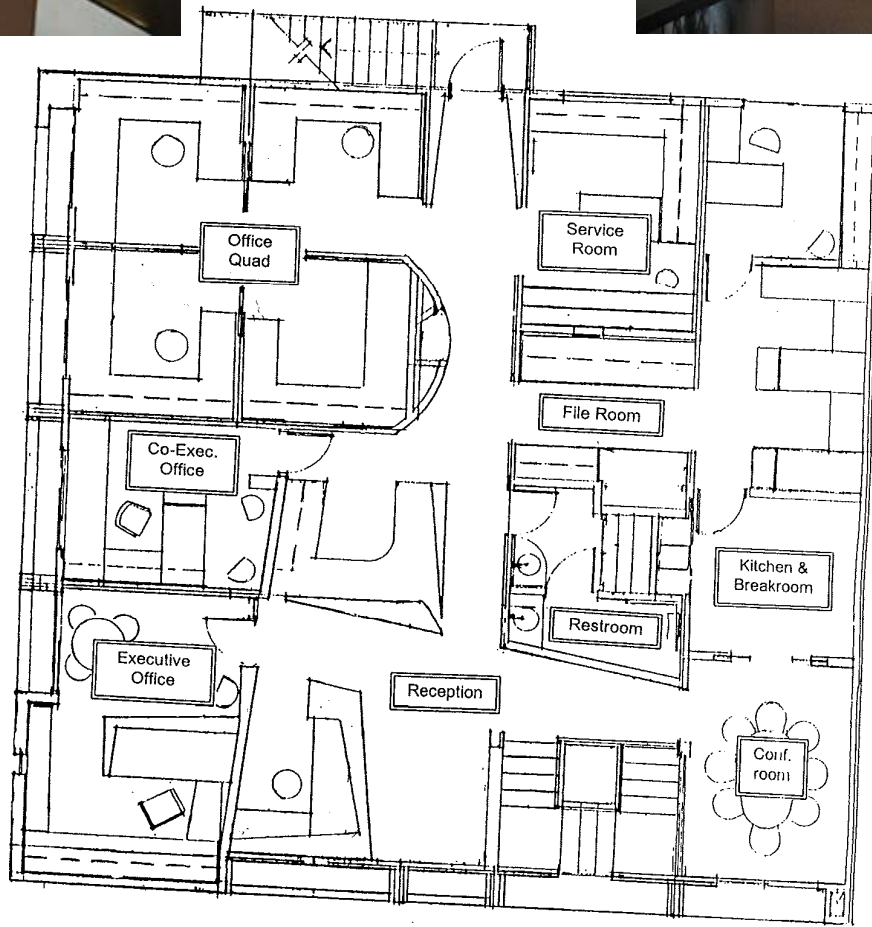 Office
Quad
Service
Room
File Room
Co-Exec.
Office
Kitchen &
Breakroom
Restroom
Executive
Office
Reception
Conf.
room